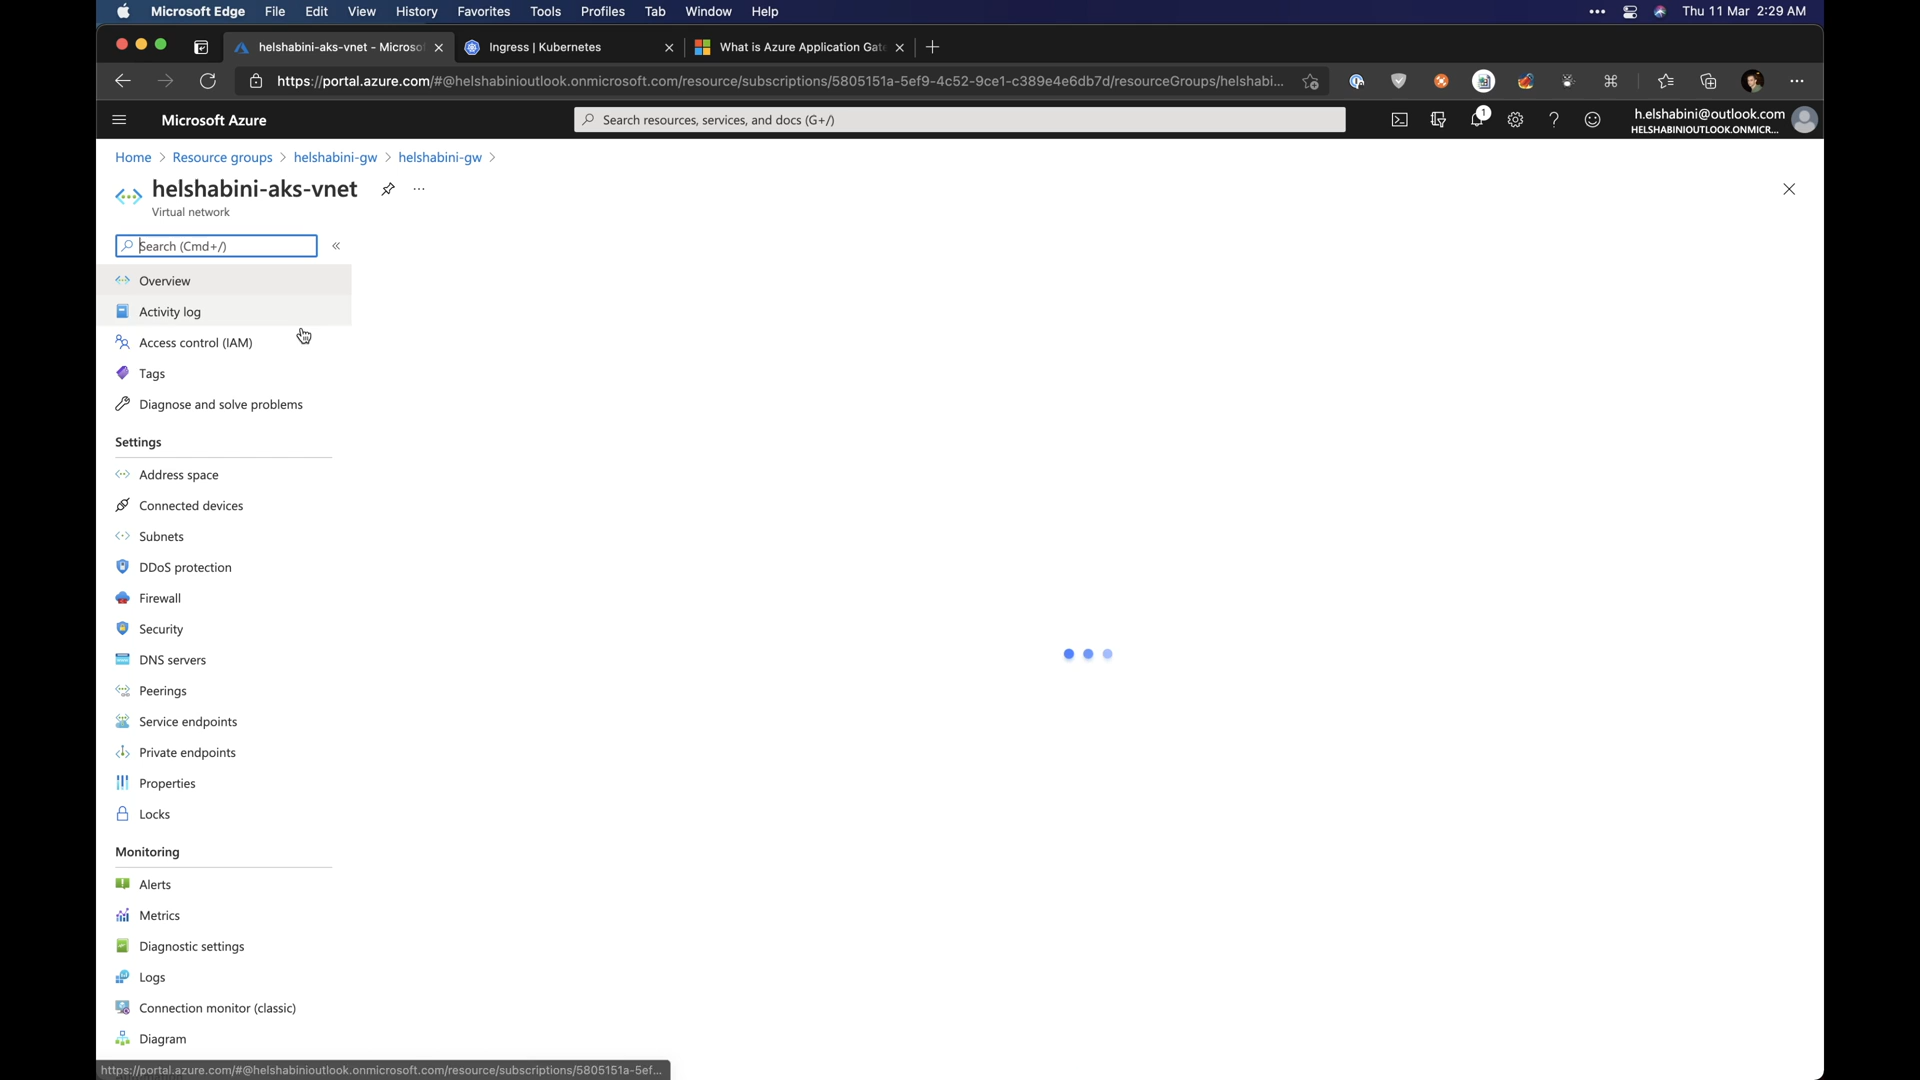 Microsoft Edge File Edit View History Favorites Tools Profiles Tab Window Help Thu 11 Mar 2:29 AM
helshabini-aks-vnet - Microso Ingress | Kubernetes What is Azure Application Gate
https://portal.azure.com/#@helshabinioutlook.onmicrosoft.com/resource/subscriptions/5805151a-5ef9-4c52-9ce1-c389e4e6db7d/resourceGroups/helshabi...
Microsoft Azure Search resources, services, and docs (G+/) 1 h.elshabini@outlook.com
HELSHABINIOUTLOOK.ONMICR...
Home > Resource groups > helshabini-gw > helshabini-gw >
helshabini-aks-vnet
Virtual network
Search (Cmd+/)
Overview
Activity log
Access control (IAM)
Tags
Diagnose and solve problems
Settings
Address space
Connected devices
Subnets
DDoS protection
Firewall
Security
DNS servers
Peerings
Service endpoints
Private endpoints
Properties
Locks
Monitoring
Alerts
Metrics
Diagnostic settings
Logs
Connection monitor (classic)
Diagram
https://portal.azure.com/#@helshabinioutlook.onmicrosoft.com/resource/subscriptions/5805151a-5ef...